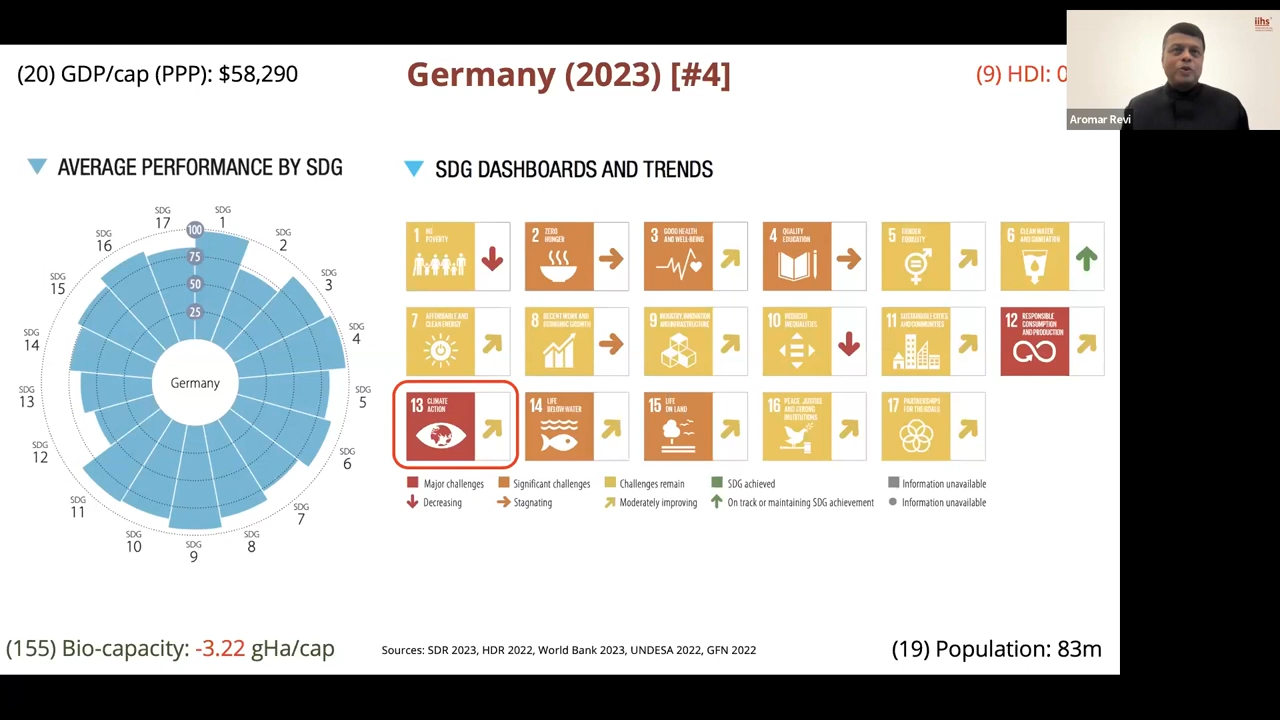 iihs
(20) GDP/cap (PPP): $58,290
Germany (2023) [#4]
(9) HDI: 0
Aromar Revi
AVERAGE PERFORMANCE BY SDG
SDG DASHBOARDS AND TRENDS
SDG 17
SDG 1
SDG 2
SDG 3
SDG 4
SDG 5
SDG 6
SDG 7
SDG 8
SDG 9
SDG 10
SDG 11
SDG 12
SDG 13
SDG 14
SDG 15
SDG 16
100
75
50
25
Germany
1 NO POVERTY
2 ZERO HUNGER
3 GOOD HEALTH AND WELL-BEING
4 QUALITY EDUCATION
5 GENDER EQUALITY
6 CLEAN WATER AND SANITATION
7 AFFORDABLE AND CLEAN ENERGY
8 DECENT WORK AND ECONOMIC GROWTH
9 INDUSTRY, INNOVATION AND INFRASTRUCTURE
10 REDUCED INEQUALITIES
11 SUSTAINABLE CITIES AND COMMUNITIES
12 RESPONSIBLE CONSUMPTION AND PRODUCTION
13 CLIMATE ACTION
14 LIFE BELOW WATER
15 LIFE ON LAND
16 PEACE, JUSTICE AND STRONG INSTITUTIONS
17 PARTNERSHIPS FOR THE GOALS
Major challenges
Significant challenges
Challenges remain
SDG achieved
Information unavailable
Decreasing
Stagnating
Moderately improving
On track or maintaining SDG achievement
Information unavailable
(155) Bio-capacity: -3.22 gHa/cap
Sources: SDR 2023, HDR 2022, World Bank 2023, UNDESA 2022, GFN 2022
(19) Population: 83m